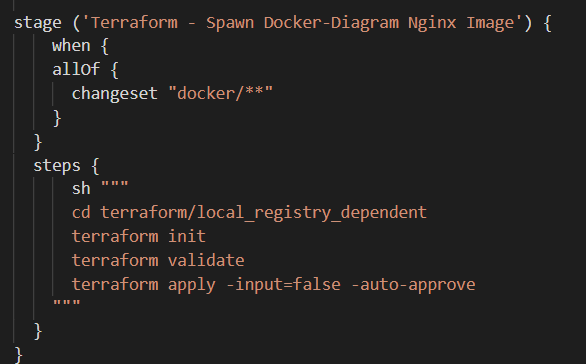 stage ('Terraform - Spawn Docker-Diagram Nginx Image') {
when {
allOf {
changeset "docker/**"
}
}
steps {
sh """
cd terraform/local_registry_dependent
terraform init
terraform validate
terraform apply -input=false -auto-approve
"""
}
}